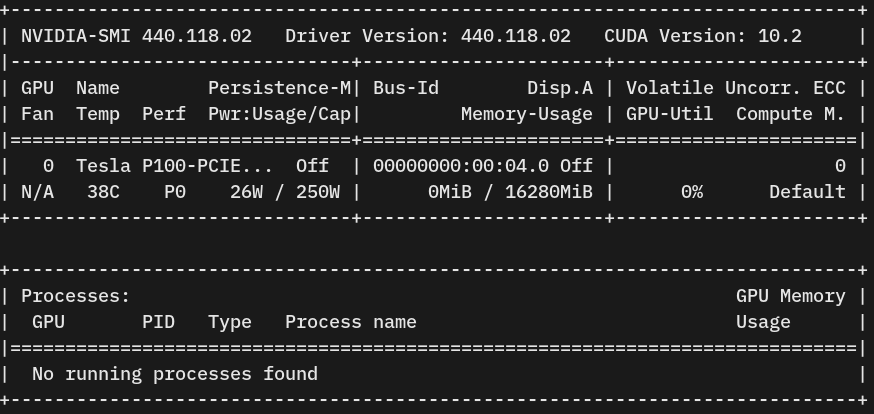 +-----------------------------------------------------------------------------+
| NVIDIA-SMI 440.118.02   Driver Version: 440.118.02   CUDA Version: 10.2     |
|-------------------------------+----------------------+----------------------+
| GPU  Name        Persistence-M| Bus-Id        Disp.A | Volatile Uncorr. ECC |
| Fan  Temp  Perf  Pwr:Usage/Cap|         Memory-Usage | GPU-Util  Compute M. |
|===============================+======================+======================|
|   0  Tesla P100-PCIE...  Off  | 00000000:00:04.0 Off |                    0 |
| N/A   38C    P0    26W / 250W |      0MiB / 16280MiB |      0%      Default |
+-------------------------------+----------------------+----------------------+
+-----------------------------------------------------------------------------+
| Processes:                                                       GPU Memory |
|  GPU       PID   Type   Process name                             Usage      |
|=============================================================================|
|  No running processes found                                                 |
+-----------------------------------------------------------------------------+